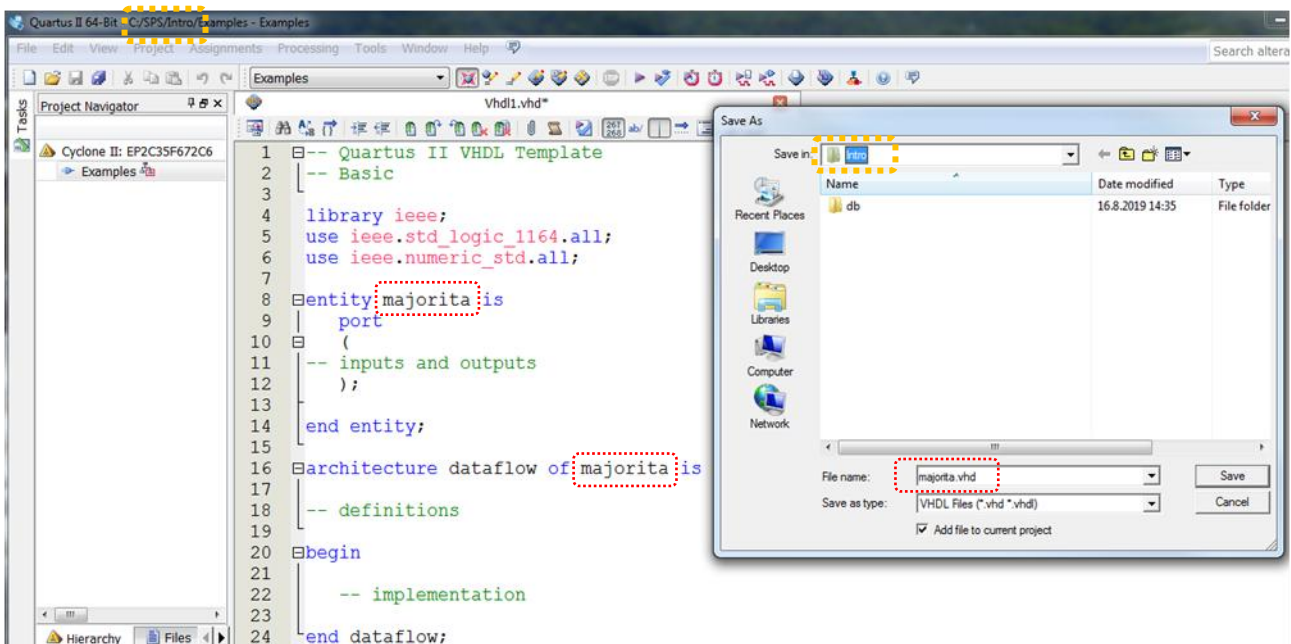 Quartus II 64-Bit - C:/SPS/Intro/Examples - Examples
File Edit View Project Assignments Processing Tools Window Help
Search altera
Examples
Tasks
Project Navigator
Cyclone II: EP2C35F672C6
Examples
Hierarchy Files
Vhdl1.vhd*
267
268 ab/
1 -- Quartus II VHDL Template
2 -- Basic
3
4 library ieee;
5 use ieee.std_logic_1164.all;
6 use ieee.numeric_std.all;
7
8 entity majorita is
9 port
10 (
11 -- inputs and outputs
12 );
13
14 end entity;
15
16 architecture dataflow of majorita is
17
18 -- definitions
19
20 begin
21
22 -- implementation
23
24 end dataflow;
Save As
Save in: Intro
Name Date modified Type
db 16.8.2019 14:35 File folder
Recent Places
Desktop
Libraries
Computer
Network
File name: majorita.vhd Save
Save as type: VHDL Files (*.vhd *.vhdl) Cancel
Add file to current project